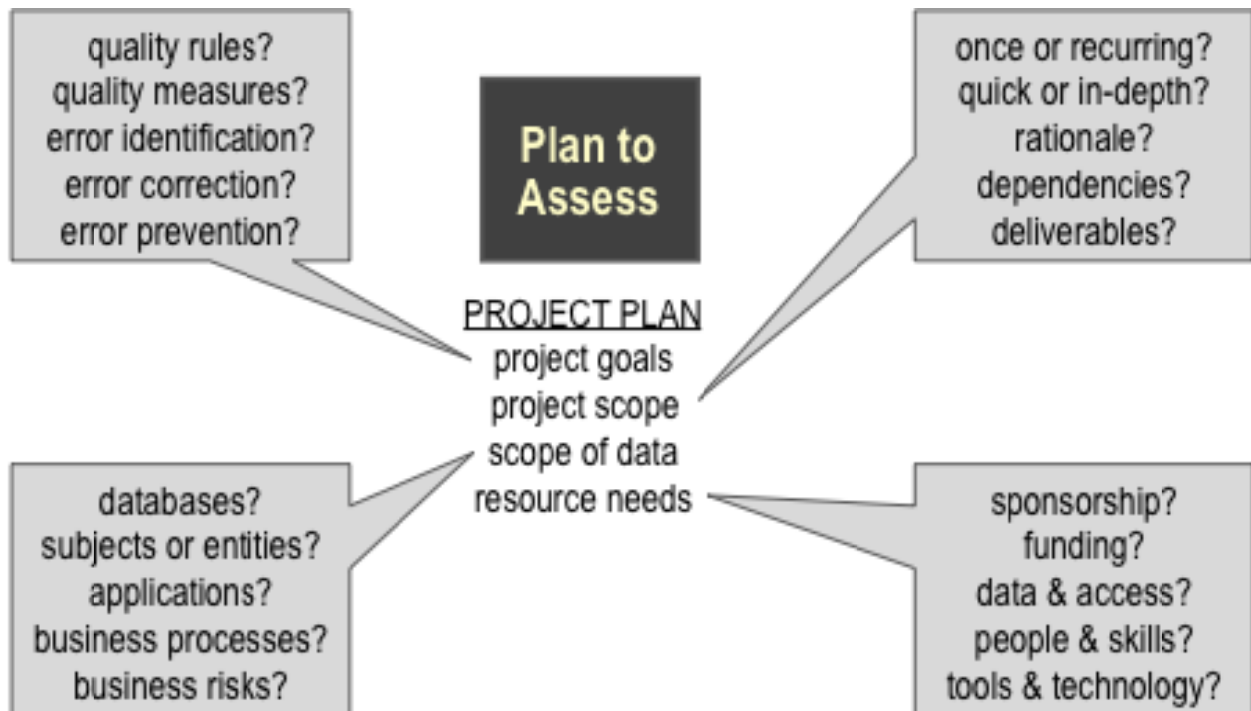 quality rules?
quality measures?
error identification?
error correction?
error prevention?
Plan to
Assess
once or recurring?
quick or in-depth?
rationale?
dependencies?
deliverables?
PROJECT PLAN
project goals
project scope
scope of data
resource needs
databases?
subjects or entities?
applications?
business processes?
business risks?
sponsorship?
funding?
data & access?
people & skills?
tools & technology?